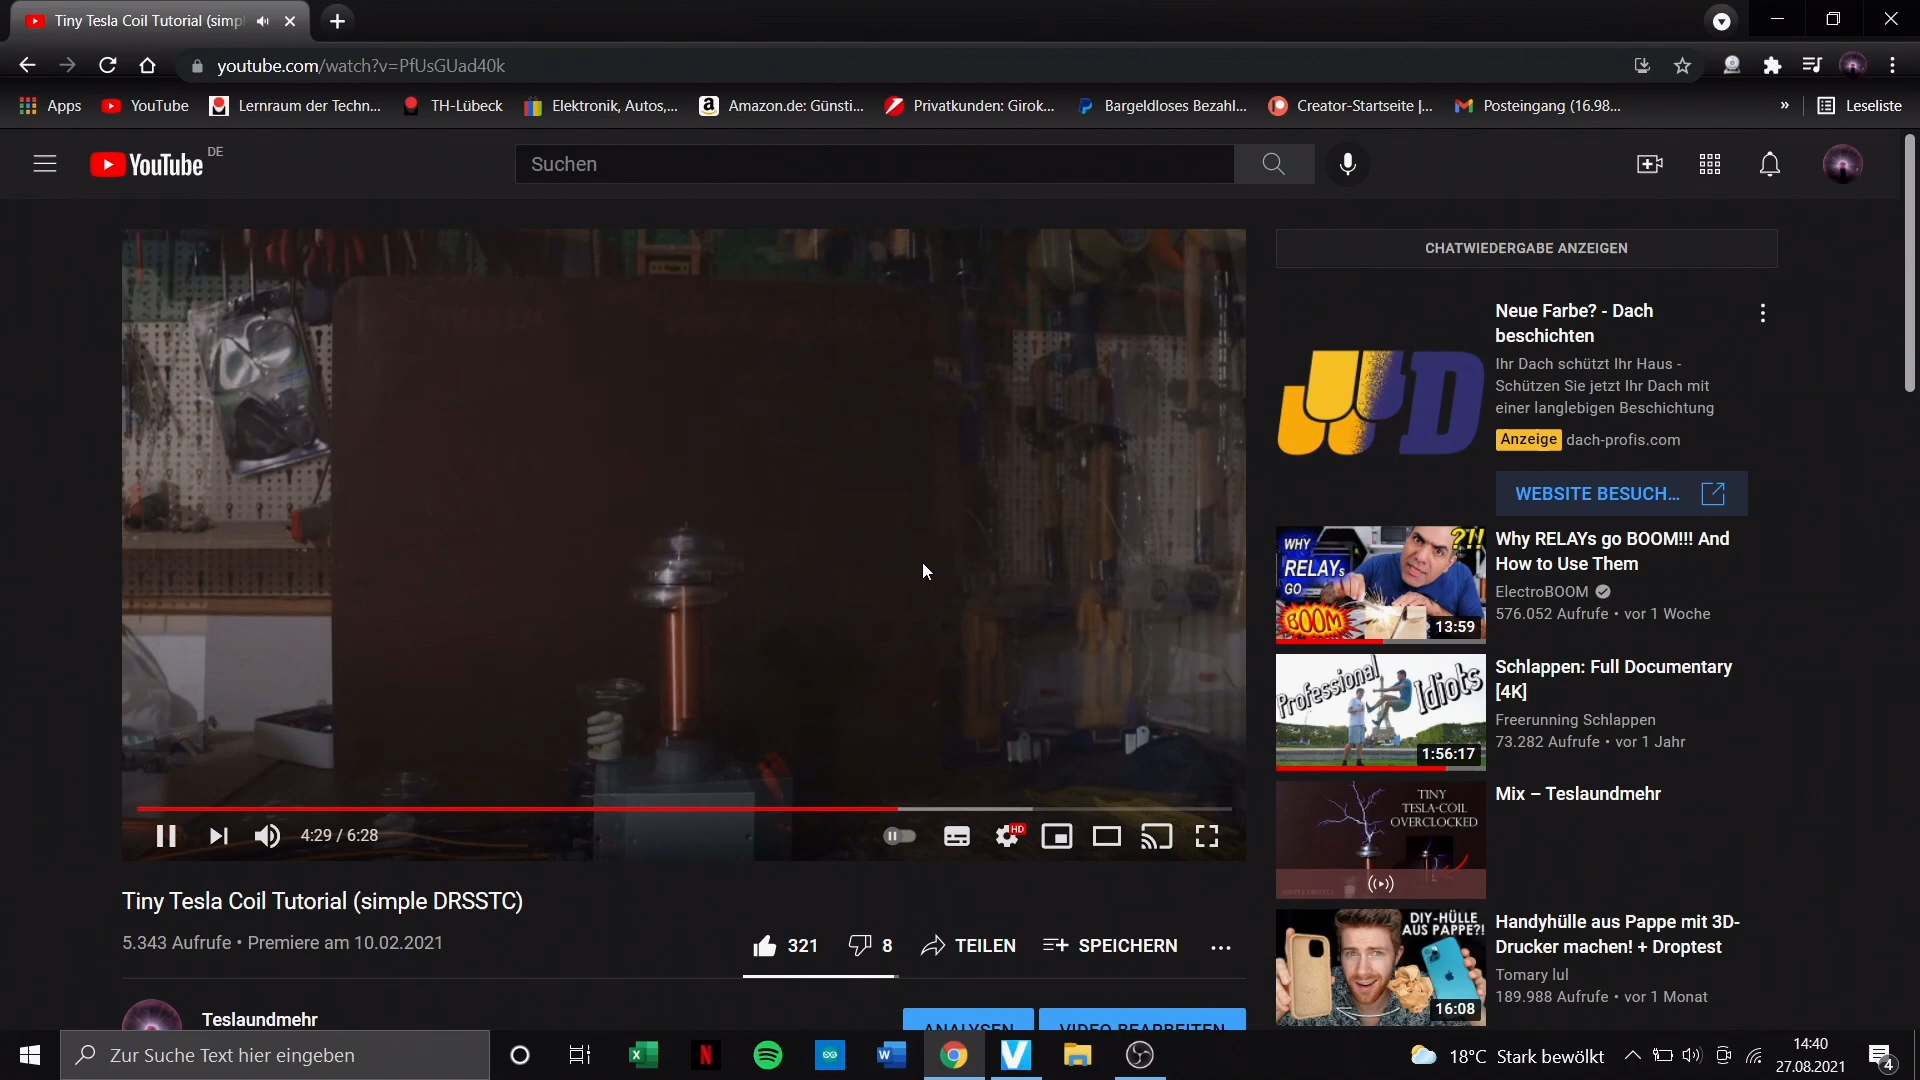 Tiny Tesla Coil Tutorial (simpl
youtube.com/watch?v=PfUsGUad40k
Apps
YouTube
Lernraum der Techn...
TH-Lübeck
Elektronik, Autos,...
Amazon.de: Günsti...
Privatkunden: Girok...
Bargeldloses Bezahl...
Creator-Startseite |...
Posteingang (16.98...
»
Leseliste
YouTube DE
Suchen
CHATWIEDERGABE ANZEIGEN
Neue Farbe? - Dach
beschichten
Ihr Dach schützt Ihr Haus -
Schützen Sie jetzt Ihr Dach mit
einer langlebigen Beschichtung
Anzeige dach-profis.com
WEBSITE BESUCH...
WHY
RELAYs
GO
BOOM
?!!
13:59
Why RELAYs go BOOM!!! And
How to Use Them
ElectroBOOM
576.052 Aufrufe • vor 1 Woche
Professional Idiots
1:56:17
Schlappen: Full Documentary
[4K]
Freerunning Schlappen
73.282 Aufrufe • vor 1 Jahr
TINY
TESLA-COIL
OVERCLOCKED
Mix – Teslaundmehr
DIY-HÜLLE
AUS PAPPE?!
16:08
Handyhülle aus Pappe mit 3D-
Drucker machen! + Droptest
Tomary lul
189.988 Aufrufe • vor 1 Monat
4:29 / 6:28
HD
Tiny Tesla Coil Tutorial (simple DRSSTC)
5.343 Aufrufe • Premiere am 10.02.2021
321
8
TEILEN
SPEICHERN
Teslaundmehr
ANALYSEN
VIDEO BEARBEITEN
Zur Suche Text hier eingeben
18°C Stark bewölkt
14:40
27.08.2021
4